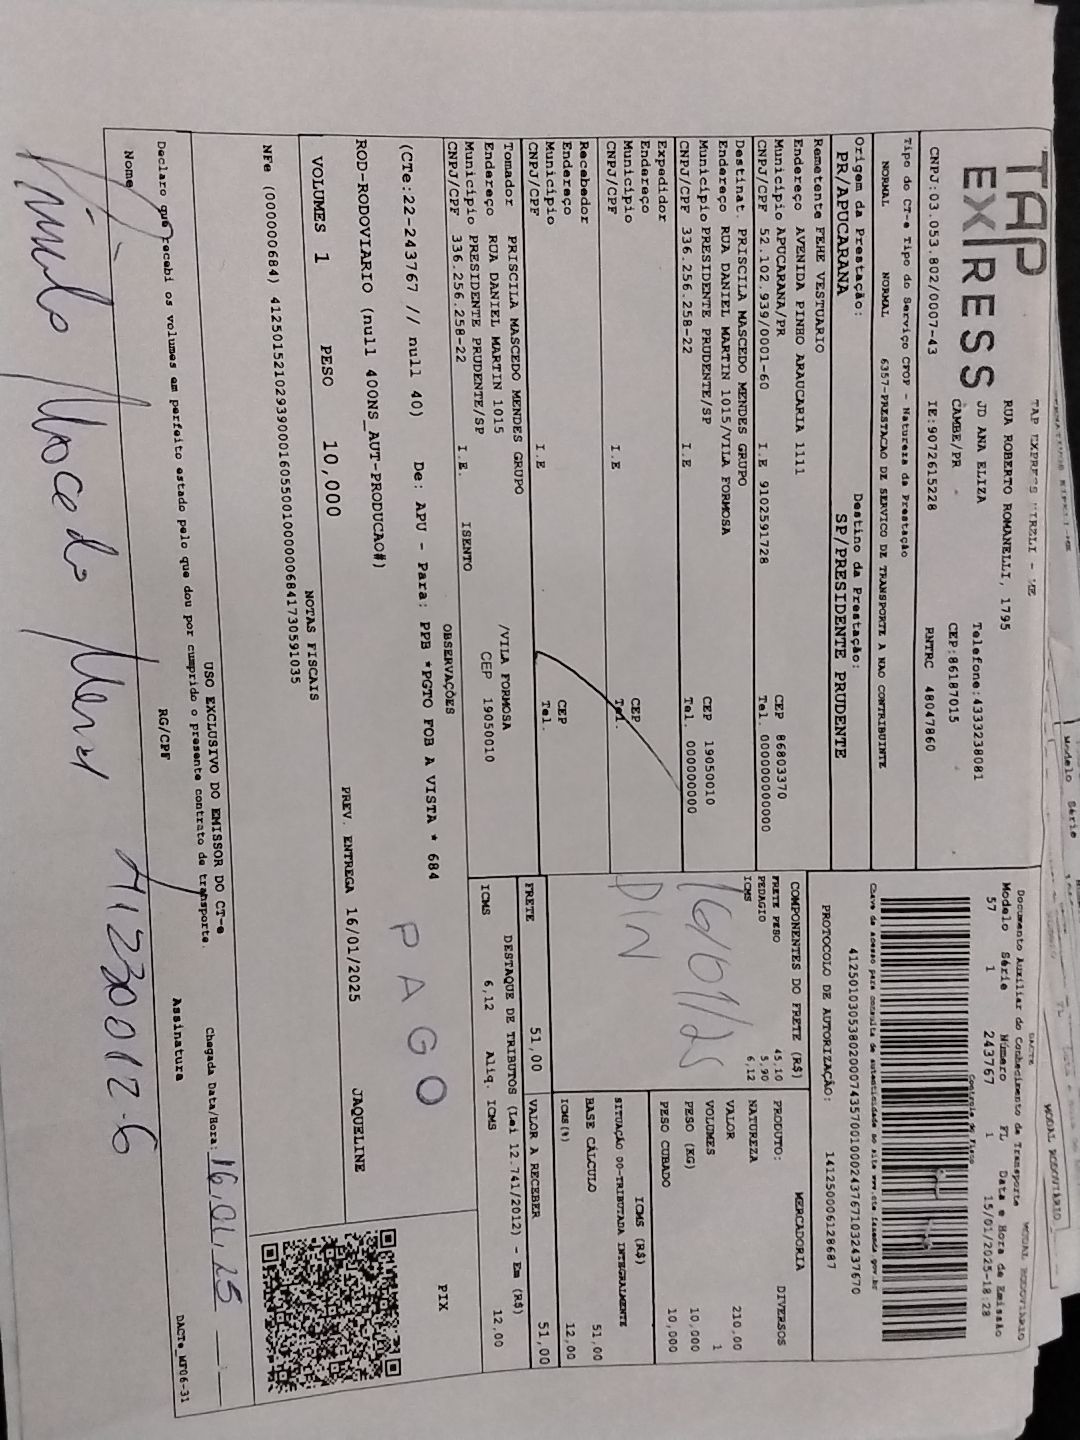 TAP
EXPRESS
RUA ROBERTO ROMANELLI, 1795
JD ANA ELIZA
CAMBE/PR
Telefone:4333238081
CEP:86187015
CNPJ:03.053.802/0007-43 IE:9072615228 RNTRC 48047860
Tipo do CT-e Tipo do Serviço CFOP - Natureza da Prestação
NORMAL NORMAL 6357-PRESTACAO DE SERVICO DE TRANSPORTE A NAO CONTRIBUINTE
Origem da Prestação: Destino da Prestação:
PR/APUCARANA SP/PRESIDENTE PRUDENTE
Remetente FEHE VESTUARIO
Endereço AVENIDA PINHO ARAUCARIA 1111
Município APUCARANA/PR CEP 86803370
CNPJ/CPF 52.102.939/0001-60 I.E 9102591728 Tel. 000000000000
Destinat. PRISCILA MASCEDO MENDES GRUPO
Endereço RUA DANIEL MARTIN 1015/VILA FORMOSA
Município PRESIDENTE PRUDENTE/SP CEP 19050010
CNPJ/CPF 336.256.258-22 I.E Tel. 0000000000
Expedidor
Endereço
Município CEP
CNPJ/CPF I.E Tel.
Recebedor
Endereço
Município CEP
CNPJ/CPF I.E Tel.
Tomador PRISCILA MASCEDO MENDES GRUPO
Endereço RUA DANIEL MARTIN 1015 /VILA FORMOSA
Município PRESIDENTE PRUDENTE/SP CEP 19050010
CNPJ/CPF 336.256.258-22 I.E. ISENTO
Documento Auxiliar do Conhecimento de Transporte
Modelo Série Número FL Data e Hora de Emissão
57 1 243767 1 15/01/2025-18:28
Controle do Fisco
Chave de acesso para consulta de autenticidade no site www.cte.fazenda.gov.br
41250103053802000743570010002437671032437670
PROTOCOLO DE AUTORIZAÇÃO: 141250006128687
COMPONENTES DO FRETE (R$)
FRETE PESO 45,10
PEDAGIO 5,90
ICMS 6,12
16/01/25
DIN
MERCADORIA
PRODUTO: DIVERSOS
NATUREZA
VALOR 210,00
VOLUMES 1
PESO (KG) 10,000
PESO CUBADO 10,000
ICMS (R$)
SITUAÇÃO 00-TRIBUTADA INTEGRALMENTE
BASE CÁLCULO 51,00
ICMS(%) 12,00
FRETE 51,00 VALOR A RECEBER 51,00
DESTAQUE DE TRIBUTOS (Lei 12.741/2012) - Em (R$)
ICMS 6,12 Aliq. ICMS 12,00
OBSERVAÇÕES
(CTe:22-243767 // null 40) De: APU - Para: PPB *PGTO FOB A VISTA * 684
PAGO
PIX
ROD-RODOVIARIO (null 400NS_AUT-PRODUCAO#)
PREV. ENTREGA 16/01/2025 JAQUELINE
VOLUMES 1 PESO 10,000
NOTAS FISCAIS
NFe (000000684) 41250152102939000160550010000006841730591035
USO EXCLUSIVO DO EMISSOR DO CT-e
Declaro que recebi os volumes em perfeito estado pelo que dou por cumprido o presente contrato de transporte.
Chegada Data/Hora: 16/01/25 :
Nome RG/CPF Assinatura
DACTe_MT06-31